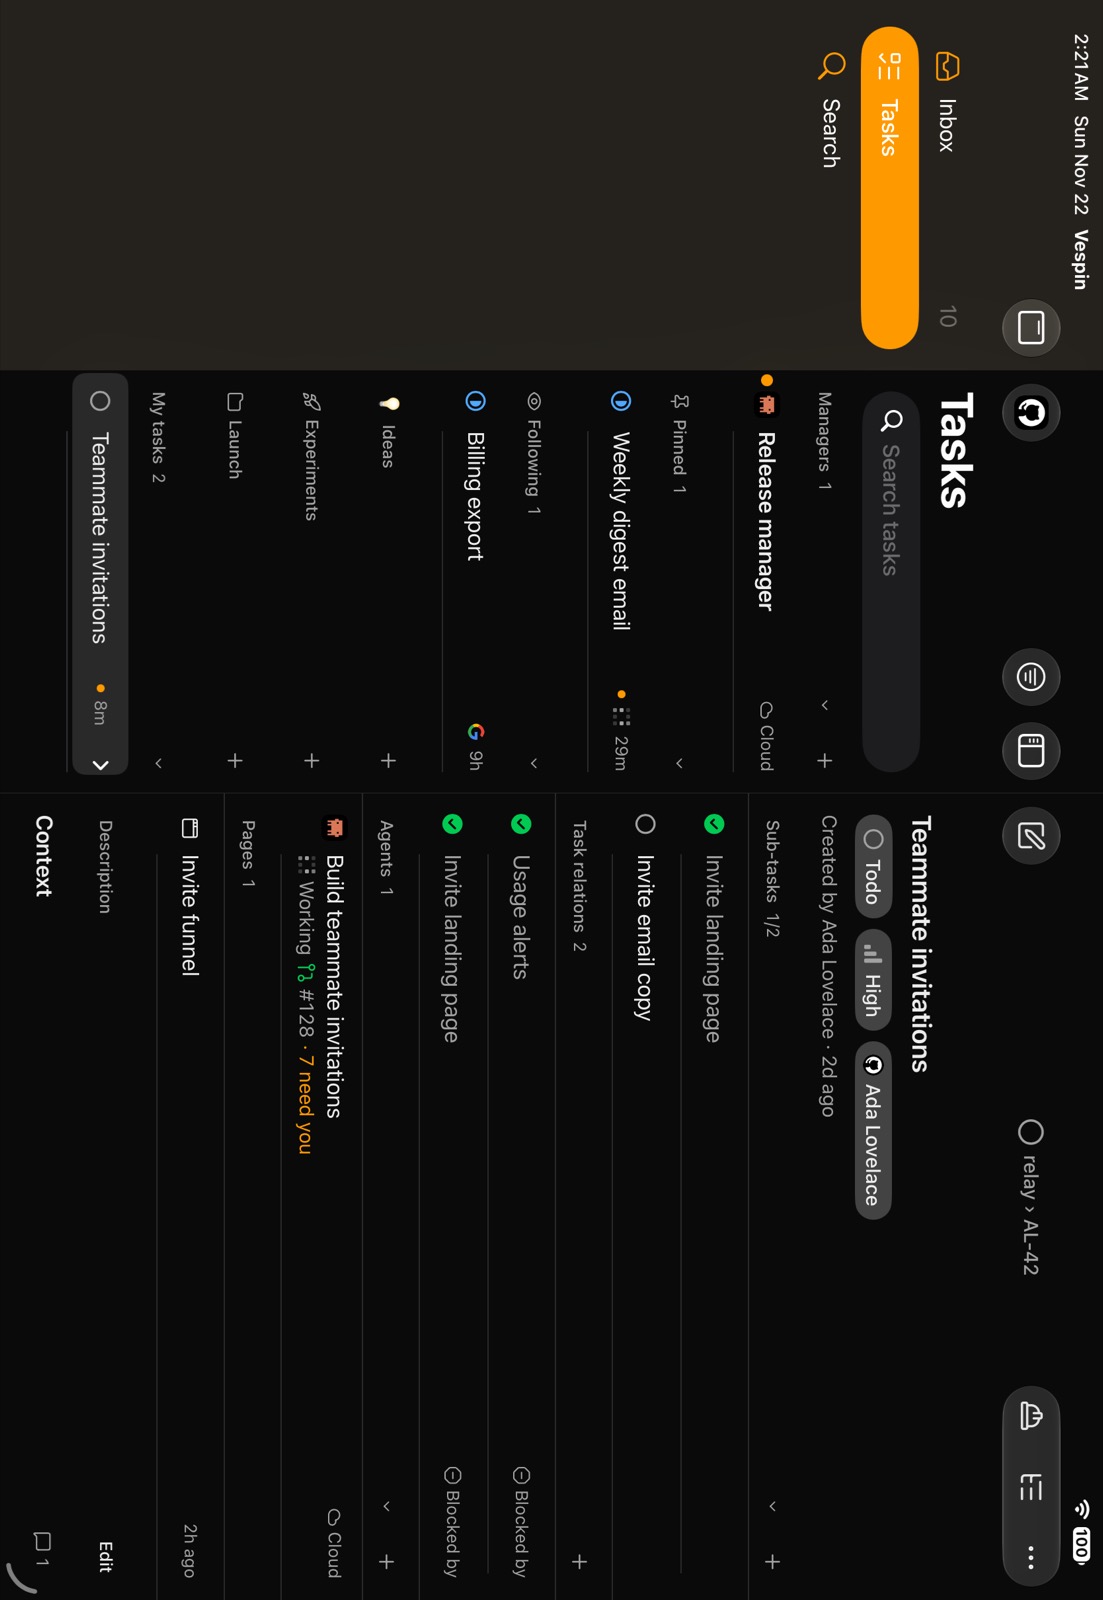 2:21 AM Sun Nov 22 Vespin
100
Inbox 10
Tasks
Search
Tasks
Search tasks
Managers 1
Release manager Cloud
Pinned 1
Weekly digest email 29m
Following 1
Billing export 9h
Ideas
Experiments
Launch
My tasks 2
Teammate invitations 8m
relay › AL-42
Teammate invitations
Todo High Ada Lovelace
Created by Ada Lovelace · 2d ago
Sub-tasks 1/2
Invite landing page
Invite email copy
Task relations 2
Usage alerts Blocked by
Invite landing page Blocked by
Agents 1
Build teammate invitations Cloud
Working #128 · 7 need you
Pages 1
Invite funnel 2h ago
Description Edit
Context 1